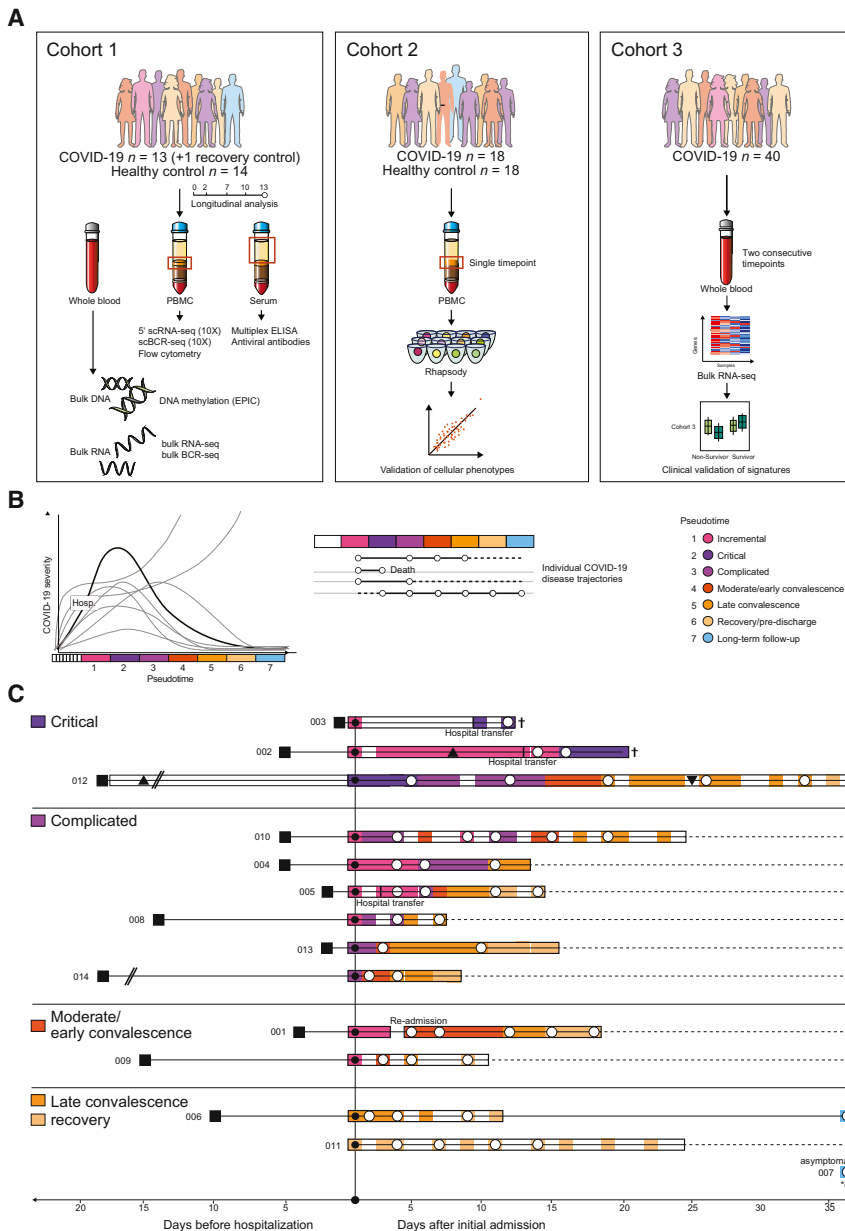 A
Cohort 1
COVID-19 n = 13 (+1 recovery control)
Healthy control n = 14
0 2 7 10 13
Longitudinal analysis
Whole blood
PBMC
Serum
5' scRNA-seq (10X)
scBCR-seq (10X)
Flow cytometry
Multiplex ELISA
Antiviral antibodies
Bulk DNA
DNA methylation (EPIC)
Bulk RNA
bulk RNA-seq
bulk BCR-seq
Cohort 2
COVID-19 n = 18
Healthy control n = 18
Single timepoint
PBMC
Rhapsody
Validation of cellular phenotypes
Cohort 3
COVID-19 n = 40
Two consecutive
timepoints
Whole blood
Genes
Samples
Bulk RNA-seq
Cohort 3
Non-Survivor Survivor
Clinical validation of signatures
B
COVID-19 severity
Hosp.
1 2 3 4 5 6 7
Pseudotime
Death
Individual COVID-19
disease trajectories
Pseudotime
1 Incremental
2 Critical
3 Complicated
4 Moderate/early convalescence
5 Late convalescence
6 Recovery/pre-discharge
7 Long-term follow-up
C
Critical
003
†
Hospital transfer
002
†
Hospital transfer
012
Complicated
010
004
005
Hospital transfer
008
013
014
Moderate/
early convalescence
001
Re-admission
009
Late convalescence
recovery
006
011
asymptoma
007
20 15 10 5 5 10 15 20 25 30 35
Days before hospitalization
Days after initial admission